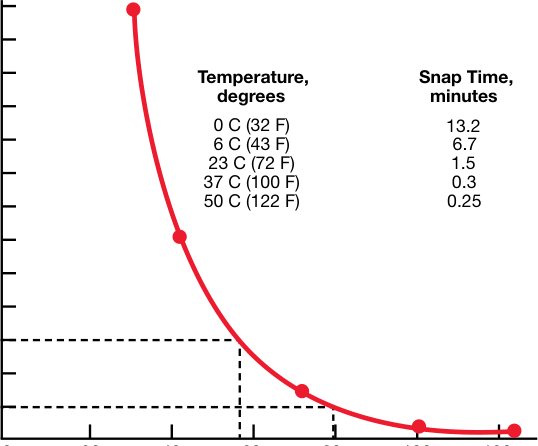 Temperature, degrees
Snap Time, minutes
0 C (32 F) 13.2
6 C (43 F) 6.7
23 C (72 F) 1.5
37 C (100 F) 0.3
50 C (122 F) 0.25